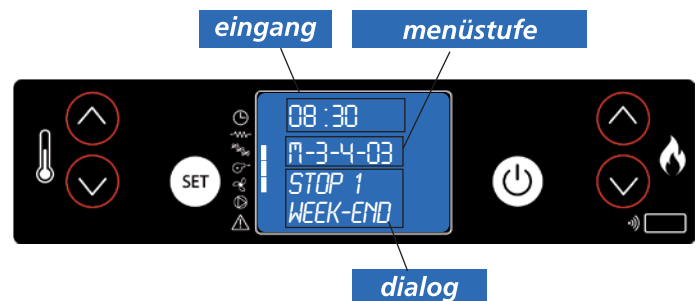 eingang
menüstufe
08:30
M-3-4-03
SET
STOP 1
WEEK-END
dialog